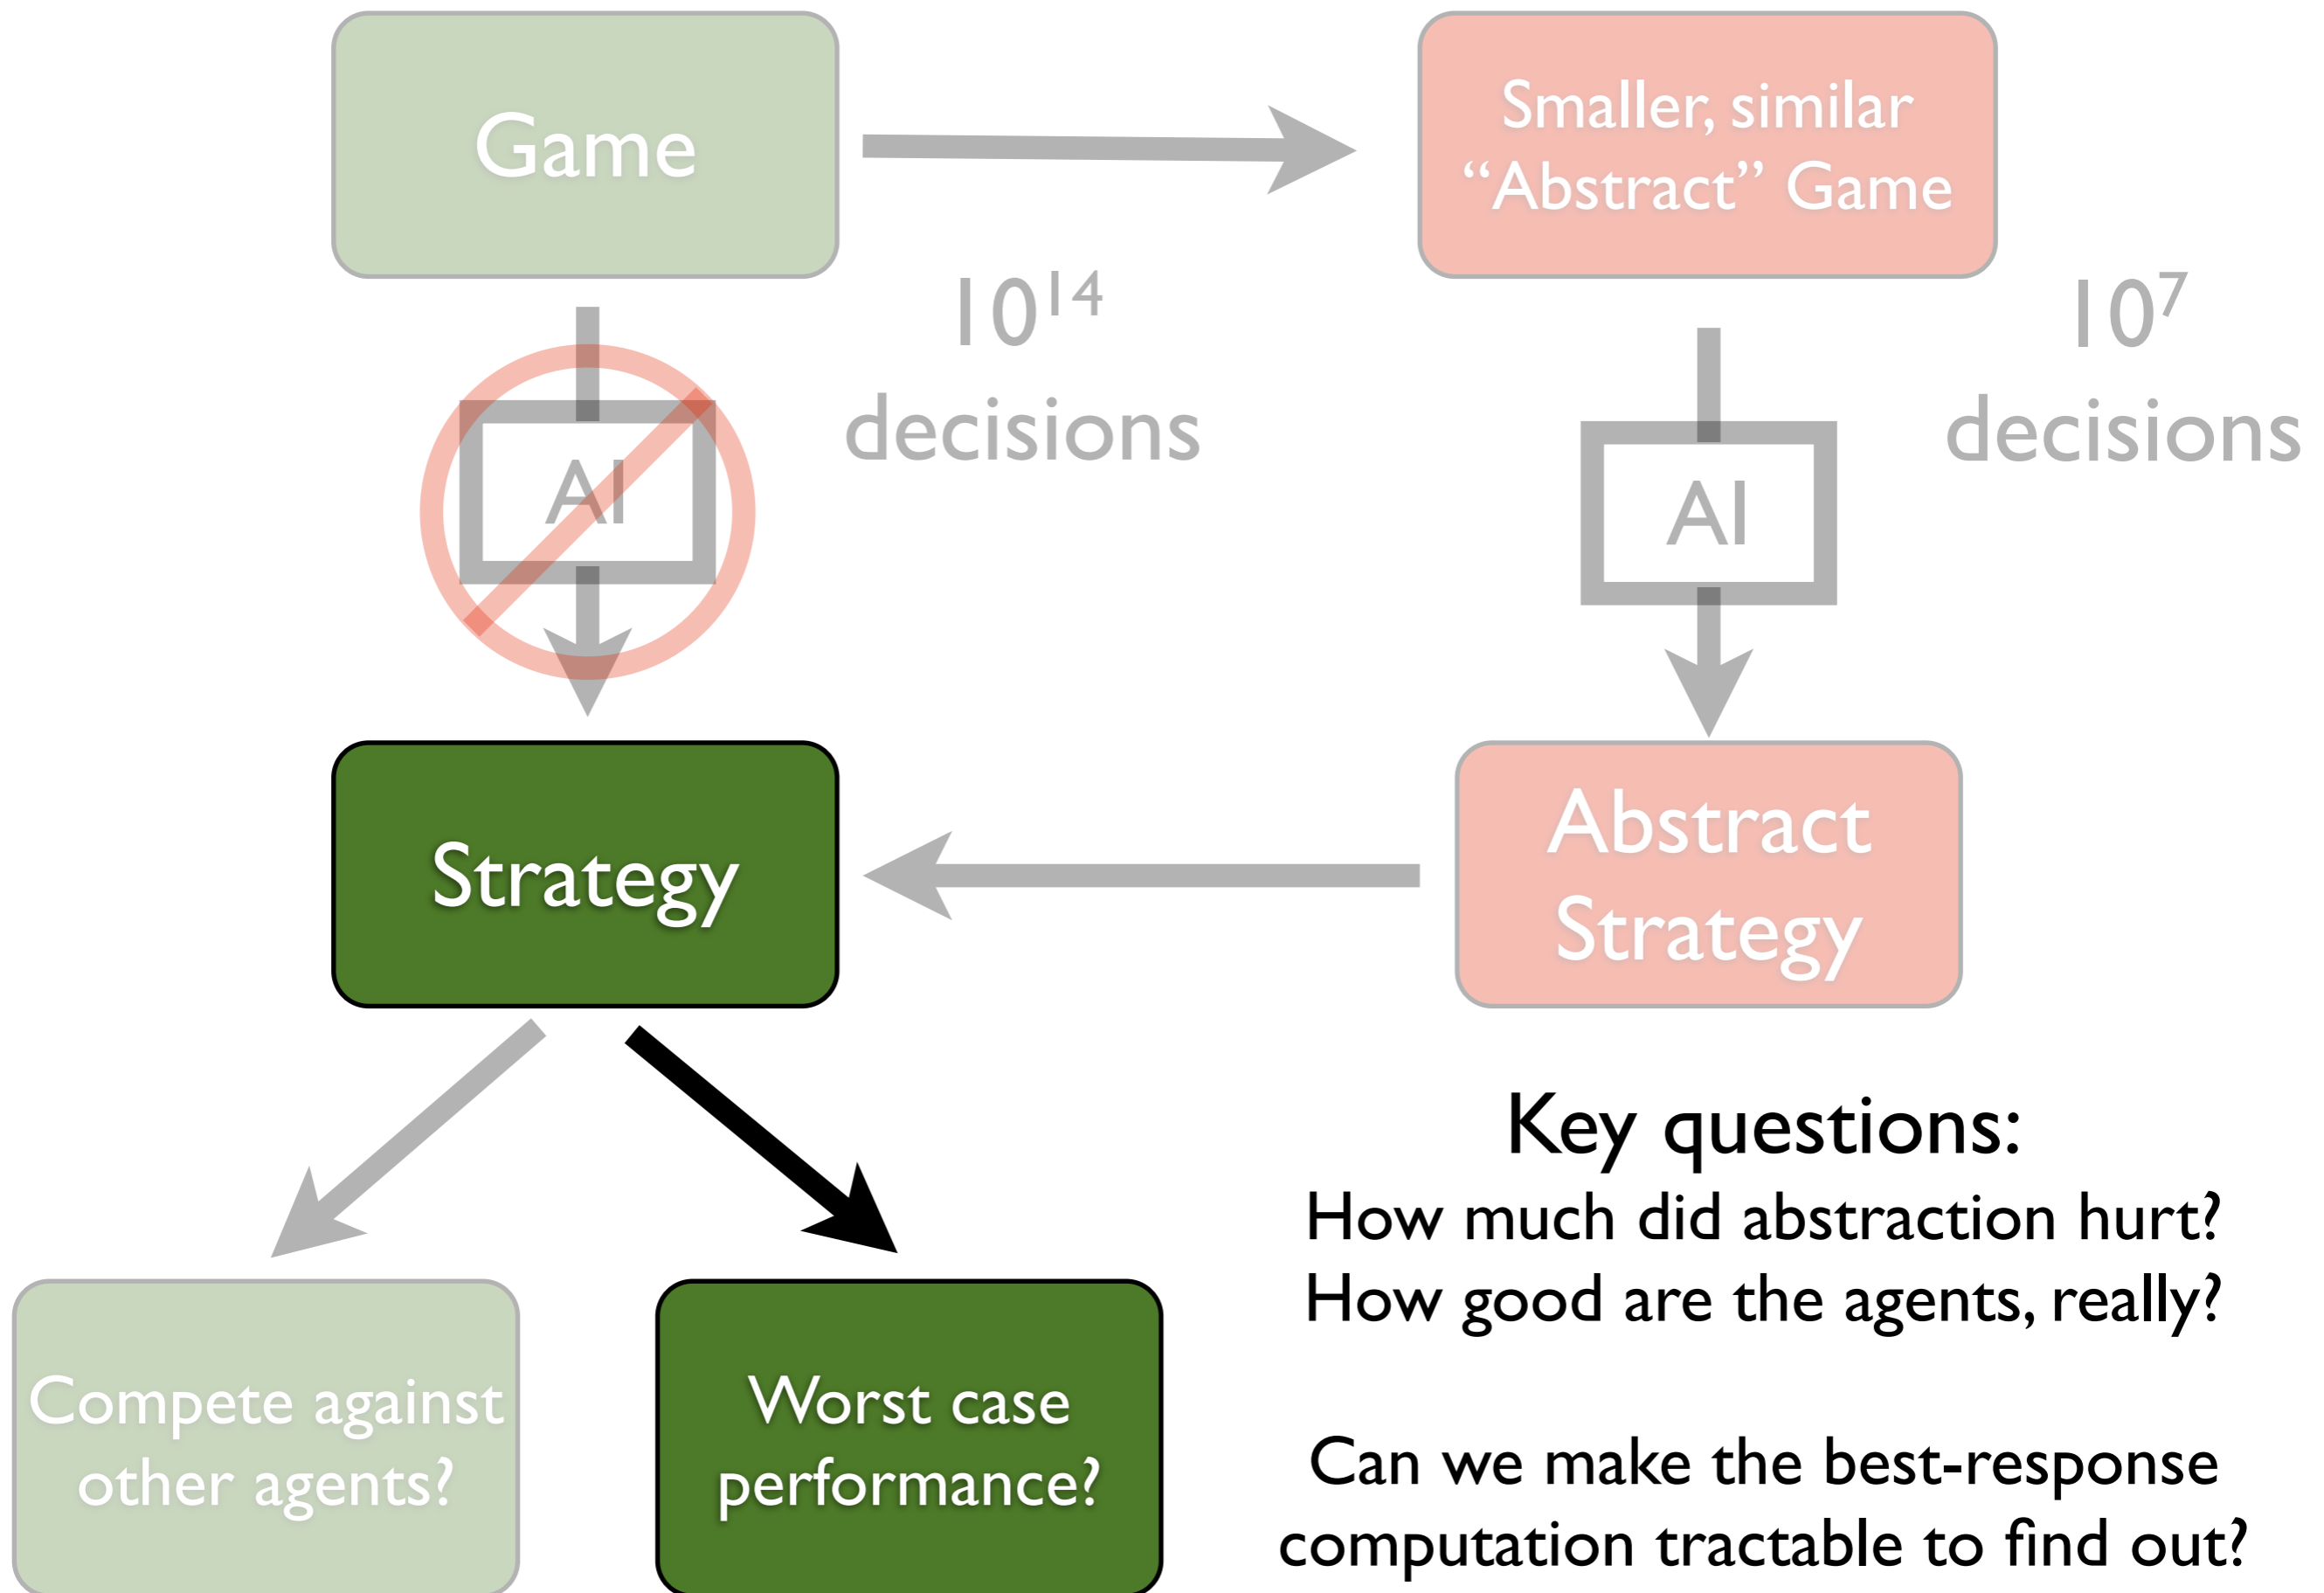 Game
Smaller, similar
“Abstract” Game
10¹⁴
decisions
10⁷
decisions
AI
AI
Strategy
Abstract
Strategy
Key questions:
How much did abstraction hurt?
How good are the agents, really?
Can we make the best-response
computation tractable to find out?
Compete against
other agents?
Worst case
performance?